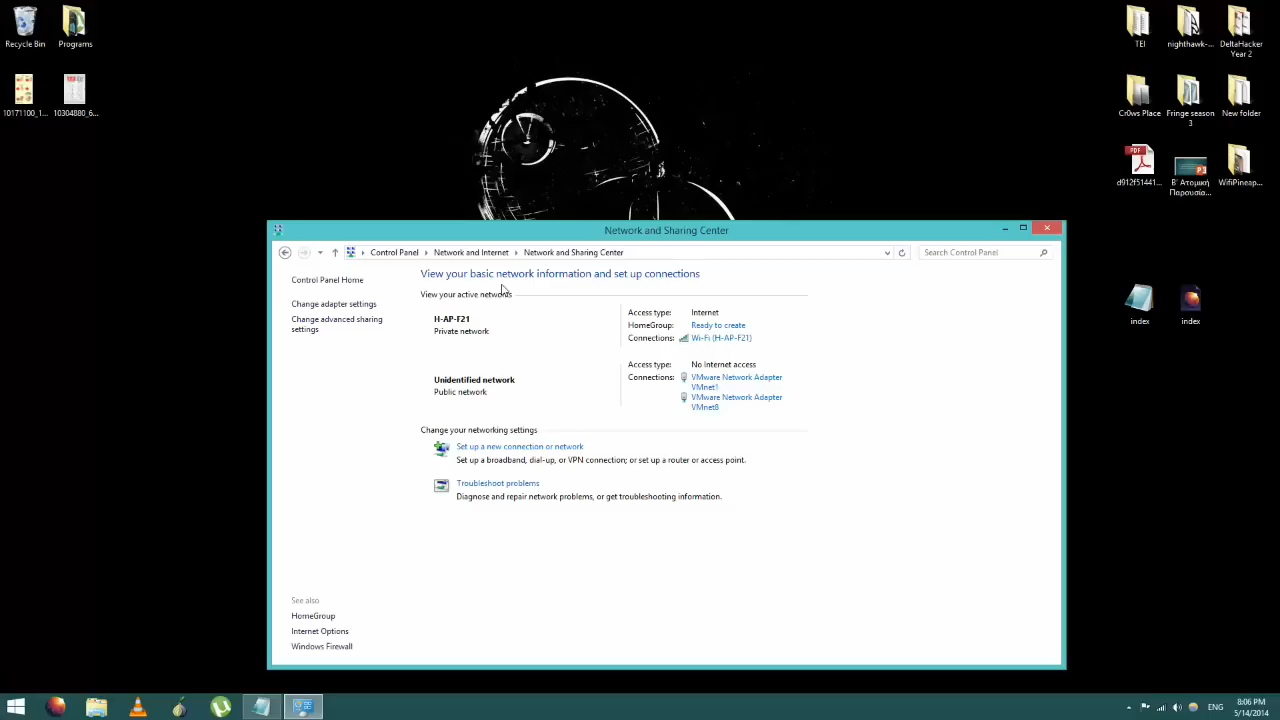 Recycle Bin
Programs
10171100_1...
10304880_6...
TEI
nighthawk-...
DeltaHacker
Year 2
Cr0ws Place
Fringe season
3
New folder
PDF
d912f51441...
Β' Ατομική
Παρουσία...
WifiPineap...
index
index
Network and Sharing Center
Control Panel
Network and Internet
Network and Sharing Center
Search Control Panel
Control Panel Home
Change adapter settings
Change advanced sharing
settings
View your basic network information and set up connections
View your active networks
H-AP-F21
Private network
Access type: Internet
HomeGroup: Ready to create
Connections: Wi-Fi (H-AP-F21)
Unidentified network
Public network
Access type: No Internet access
Connections: VMware Network Adapter
VMnet1
VMware Network Adapter
VMnet8
Change your networking settings
Set up a new connection or network
Set up a broadband, dial-up, or VPN connection; or set up a router or access point.
Troubleshoot problems
Diagnose and repair network problems, or get troubleshooting information.
See also
HomeGroup
Internet Options
Windows Firewall
ENG
8:06 PM
5/14/2014